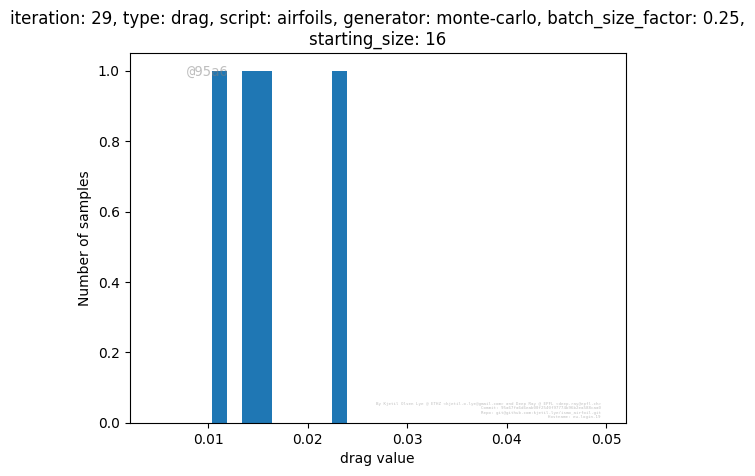 iteration: 29, type: drag, script: airfoils, generator: monte-carlo, batch_size_factor: 0.25,
starting_size: 16
@95a6
1.0
0.8
0.6
0.4
0.2
0.0
Number of samples
0.01
0.02
0.03
0.04
0.05
drag value